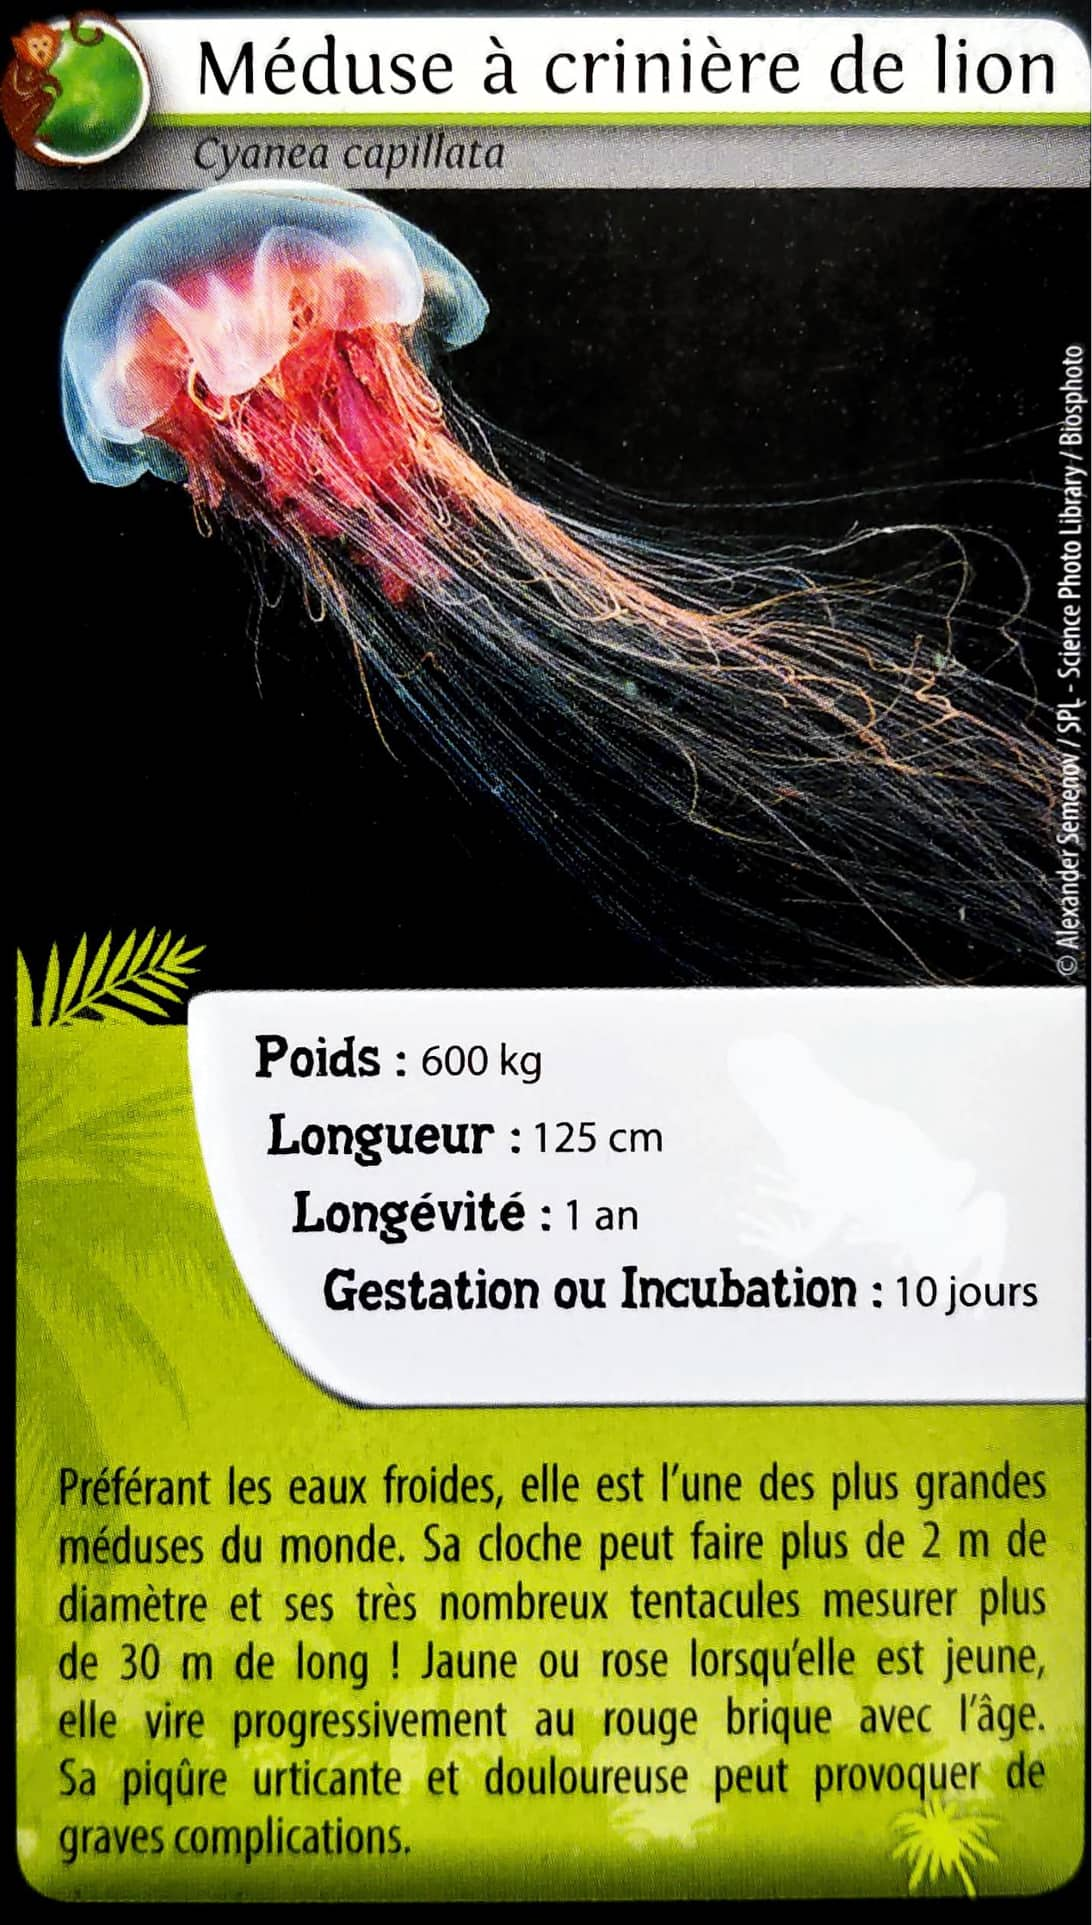 Méduse à crinière de lion
Cyanea capillata
© Alexander Semenov / SPL - Science Photo Library / Biosphoto
Poids : 600 kg
Longueur : 125 cm
Longévité : 1 an
Gestation ou Incubation : 10 jours
Préférant les eaux froides, elle est l'une des plus grandes
méduses du monde. Sa cloche peut faire plus de 2 m de
diamètre et ses très nombreux tentacules mesurer plus
de 30 m de long ! Jaune ou rose lorsqu'elle est jeune,
elle vire progressivement au rouge brique avec l'âge.
Sa piqûre urticante et douloureuse peut provoquer de
graves complications.